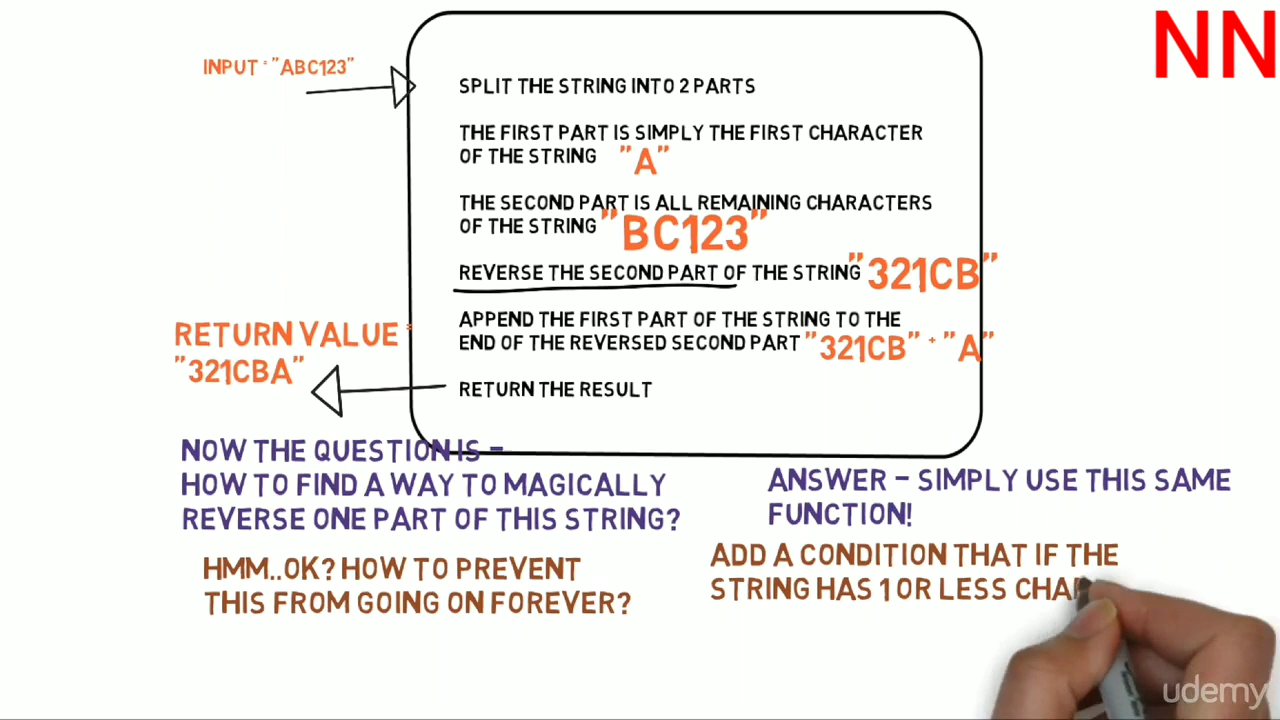 NN
INPUT = "ABC123"
SPLIT THE STRING INTO 2 PARTS
THE FIRST PART IS SIMPLY THE FIRST CHARACTER
OF THE STRING "A"
THE SECOND PART IS ALL REMAINING CHARACTERS
OF THE STRING "BC123"
REVERSE THE SECOND PART OF THE STRING "321CB"
APPEND THE FIRST PART OF THE STRING TO THE
END OF THE REVERSED SECOND PART "321CB" + "A"
RETURN THE RESULT
RETURN VALUE =
"321CBA"
NOW THE QUESTION IS –
HOW TO FIND A WAY TO MAGICALLY
REVERSE ONE PART OF THIS STRING?
ANSWER – SIMPLY USE THIS SAME
FUNCTION!
HMM..OK? HOW TO PREVENT
THIS FROM GOING ON FOREVER?
ADD A CONDITION THAT IF THE
STRING HAS 1 OR LESS CHA
udemy